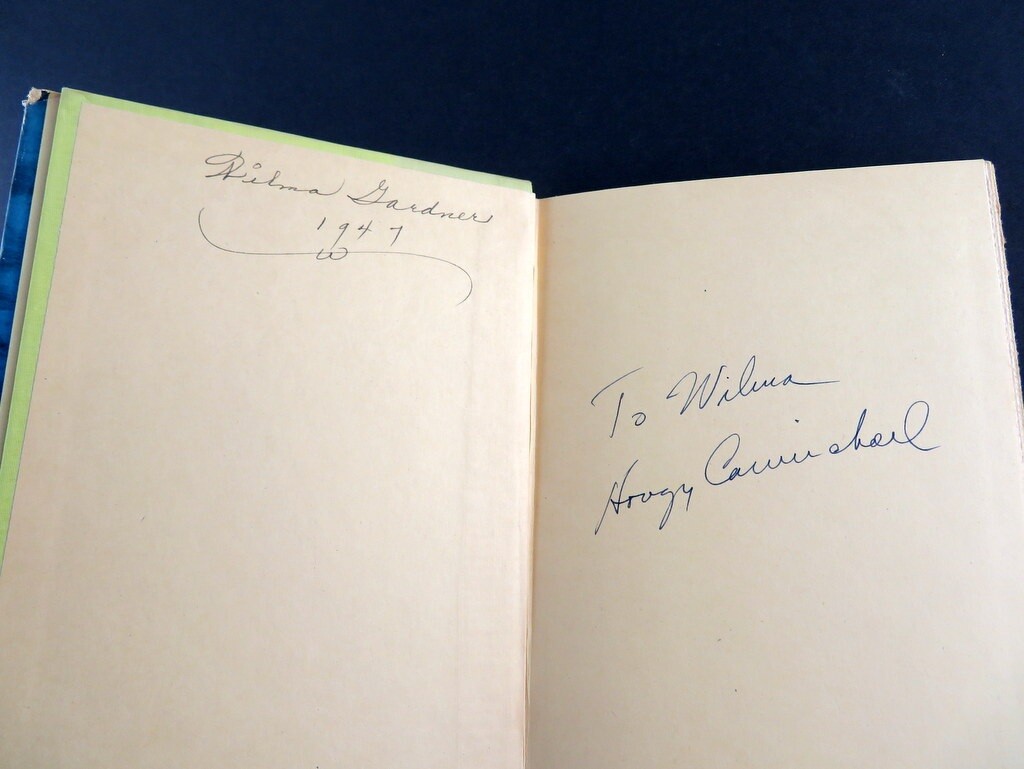 Wilma Gardner
1947
W
To Wilma
Hoagy Carmichael